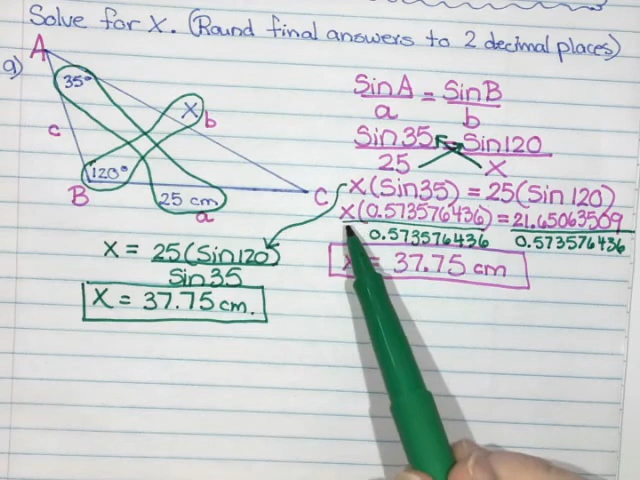 Solve for X. (Round final answers to 2 decimal places)
a)
A
35°
X
b
c
120°
B
25 cm
a
C
Sin A = Sin B
a b
Sin 35 = Sin 120
25 X
X (Sin 35) = 25 (Sin 120)
X (0.573576436) = 21.65063509
0.573576436 0.573576436
X = 37.75 cm
X = 25 (Sin 120)
Sin 35
X = 37.75 cm.